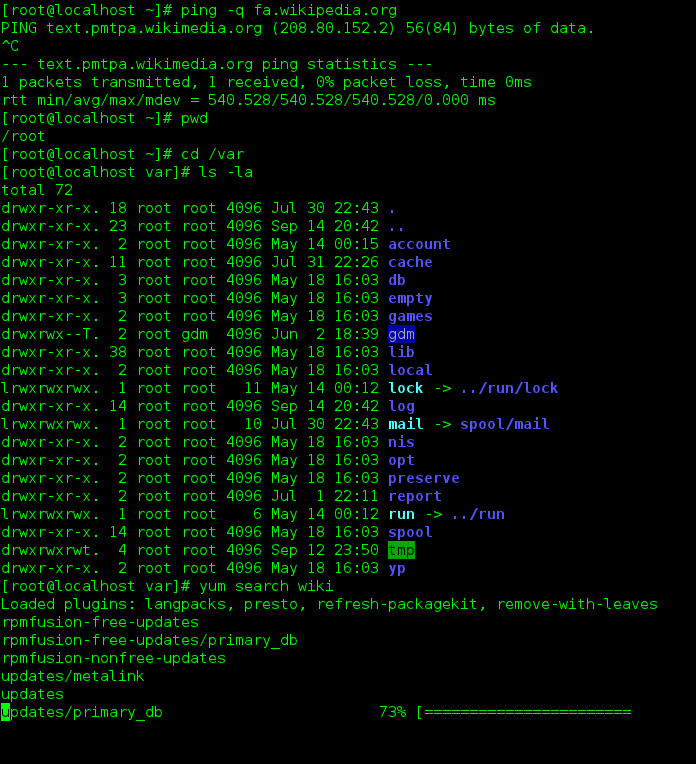 [root@localhost ~]# ping -q fa.wikipedia.org
PING text.pmtpa.wikimedia.org (208.80.152.2) 56(84) bytes of data.
^C
--- text.pmtpa.wikimedia.org ping statistics ---
1 packets transmitted, 1 received, 0% packet loss, time 0ms
rtt min/avg/max/mdev = 540.528/540.528/540.528/0.000 ms
[root@localhost ~]# pwd
/root
[root@localhost ~]# cd /var
[root@localhost var]# ls -la
total 72
drwxr-xr-x. 18 root root 4096 Jul 30 22:43 .
drwxr-xr-x. 23 root root 4096 Sep 14 20:42 ..
drwxr-xr-x.  2 root root 4096 May 14 00:15 account
drwxr-xr-x. 11 root root 4096 Jul 31 22:26 cache
drwxr-xr-x.  3 root root 4096 May 18 16:03 db
drwxr-xr-x.  3 root root 4096 May 18 16:03 empty
drwxr-xr-x.  2 root root 4096 May 18 16:03 games
drwxrwx--T.  2 root gdm  4096 Jun  2 18:39 gdm
drwxr-xr-x. 38 root root 4096 May 18 16:03 lib
drwxr-xr-x.  2 root root 4096 May 18 16:03 local
lrwxrwxrwx.  1 root root   11 May 14 00:12 lock -> ../run/lock
drwxr-xr-x. 14 root root 4096 Sep 14 20:42 log
lrwxrwxrwx.  1 root root   10 Jul 30 22:43 mail -> spool/mail
drwxr-xr-x.  2 root root 4096 May 18 16:03 nis
drwxr-xr-x.  2 root root 4096 May 18 16:03 opt
drwxr-xr-x.  2 root root 4096 May 18 16:03 preserve
drwxr-xr-x.  2 root root 4096 Jul  1 22:11 report
lrwxrwxrwx.  1 root root    6 May 14 00:12 run -> ../run
drwxr-xr-x. 14 root root 4096 May 18 16:03 spool
drwxrwxrwt.  4 root root 4096 Sep 12 23:50 tmp
drwxr-xr-x.  2 root root 4096 May 18 16:03 yp
[root@localhost var]# yum search wiki
Loaded plugins: langpacks, presto, refresh-packagekit, remove-with-leaves
rpmfusion-free-updates
rpmfusion-free-updates/primary_db
rpmfusion-nonfree-updates
updates/metalink
updates
updates/primary_db                        73% [=======================